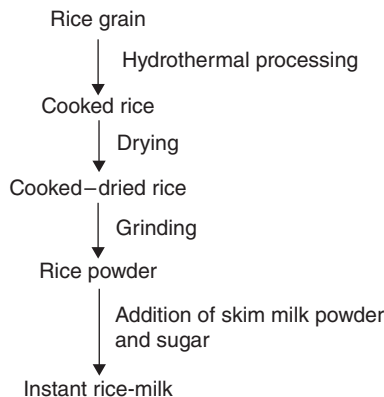 Rice grain
Hydrothermal processing
Cooked rice
Drying
Cooked–dried rice
Grinding
Rice powder
Addition of skim milk powder
and sugar
Instant rice-milk